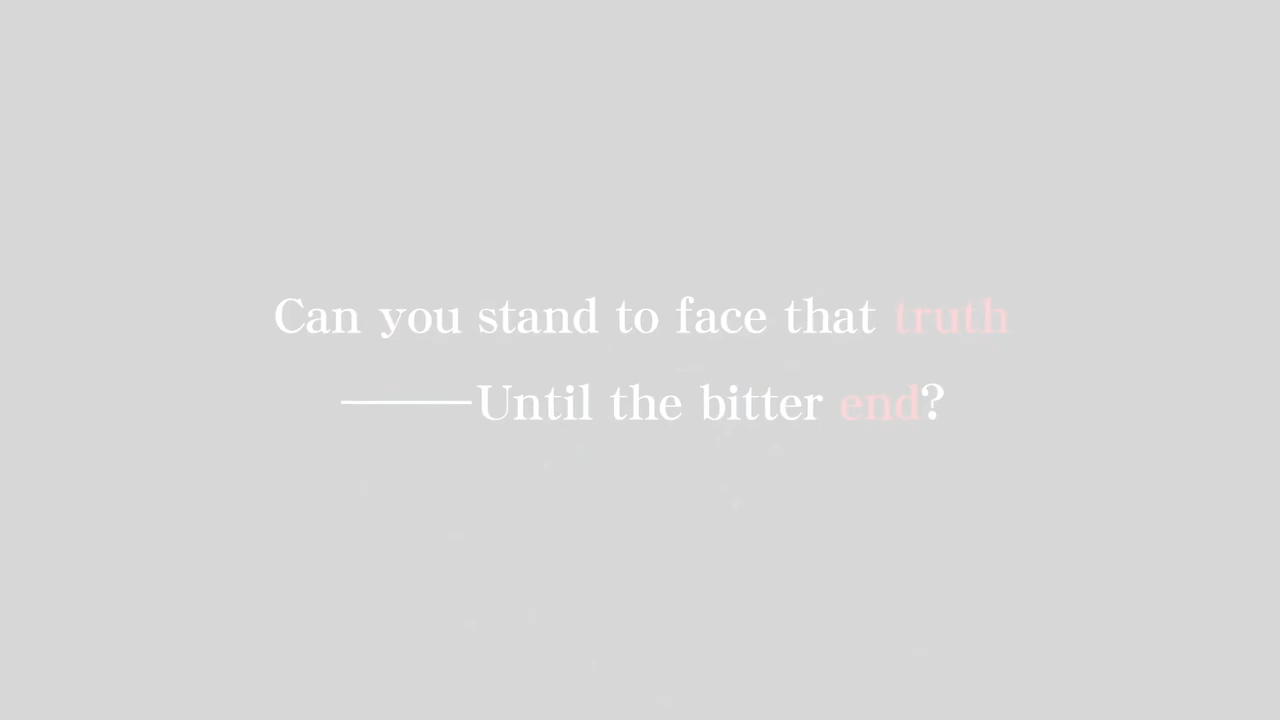 Can you stand to face that truth
———Until the bitter end?